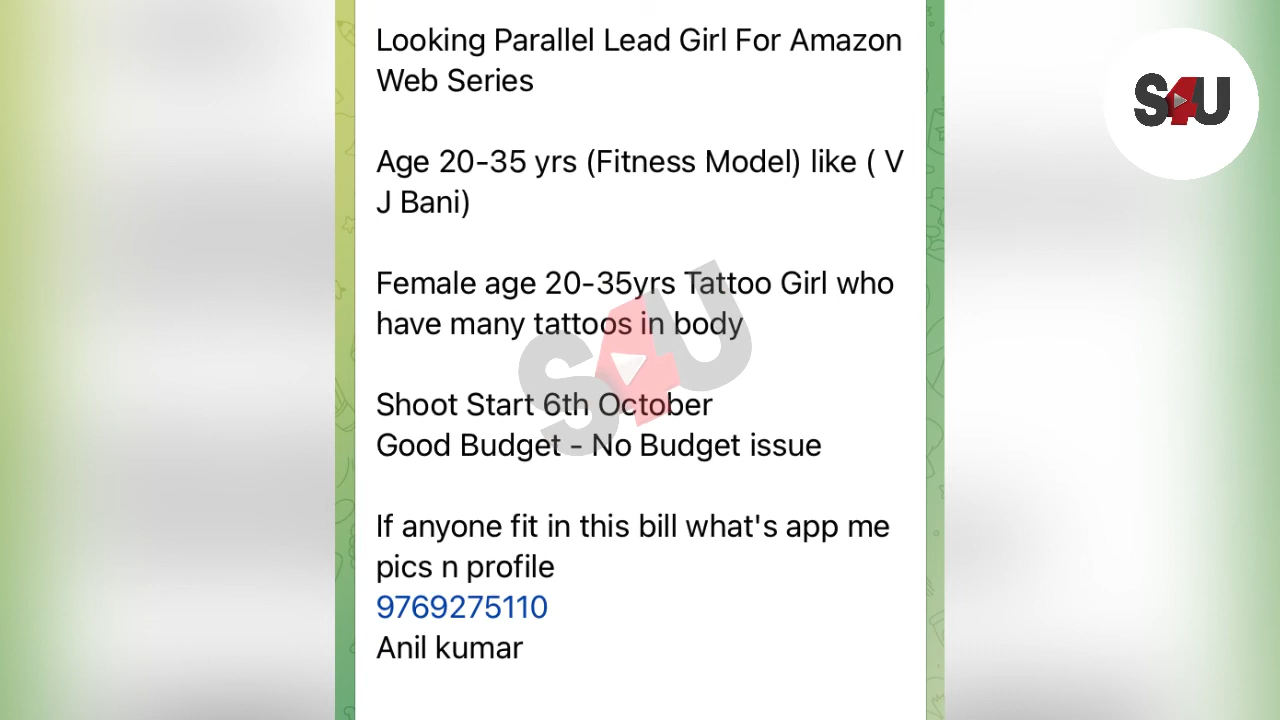 Looking Parallel Lead Girl For Amazon
Web Series
Age 20-35 yrs (Fitness Model) like ( V
J Bani)
Female age 20-35yrs Tattoo Girl who
have many tattoos in body
Shoot Start 6th October
Good Budget - No Budget issue
If anyone fit in this bill what's app me
pics n profile
9769275110
Anil kumar
S4U
S4U